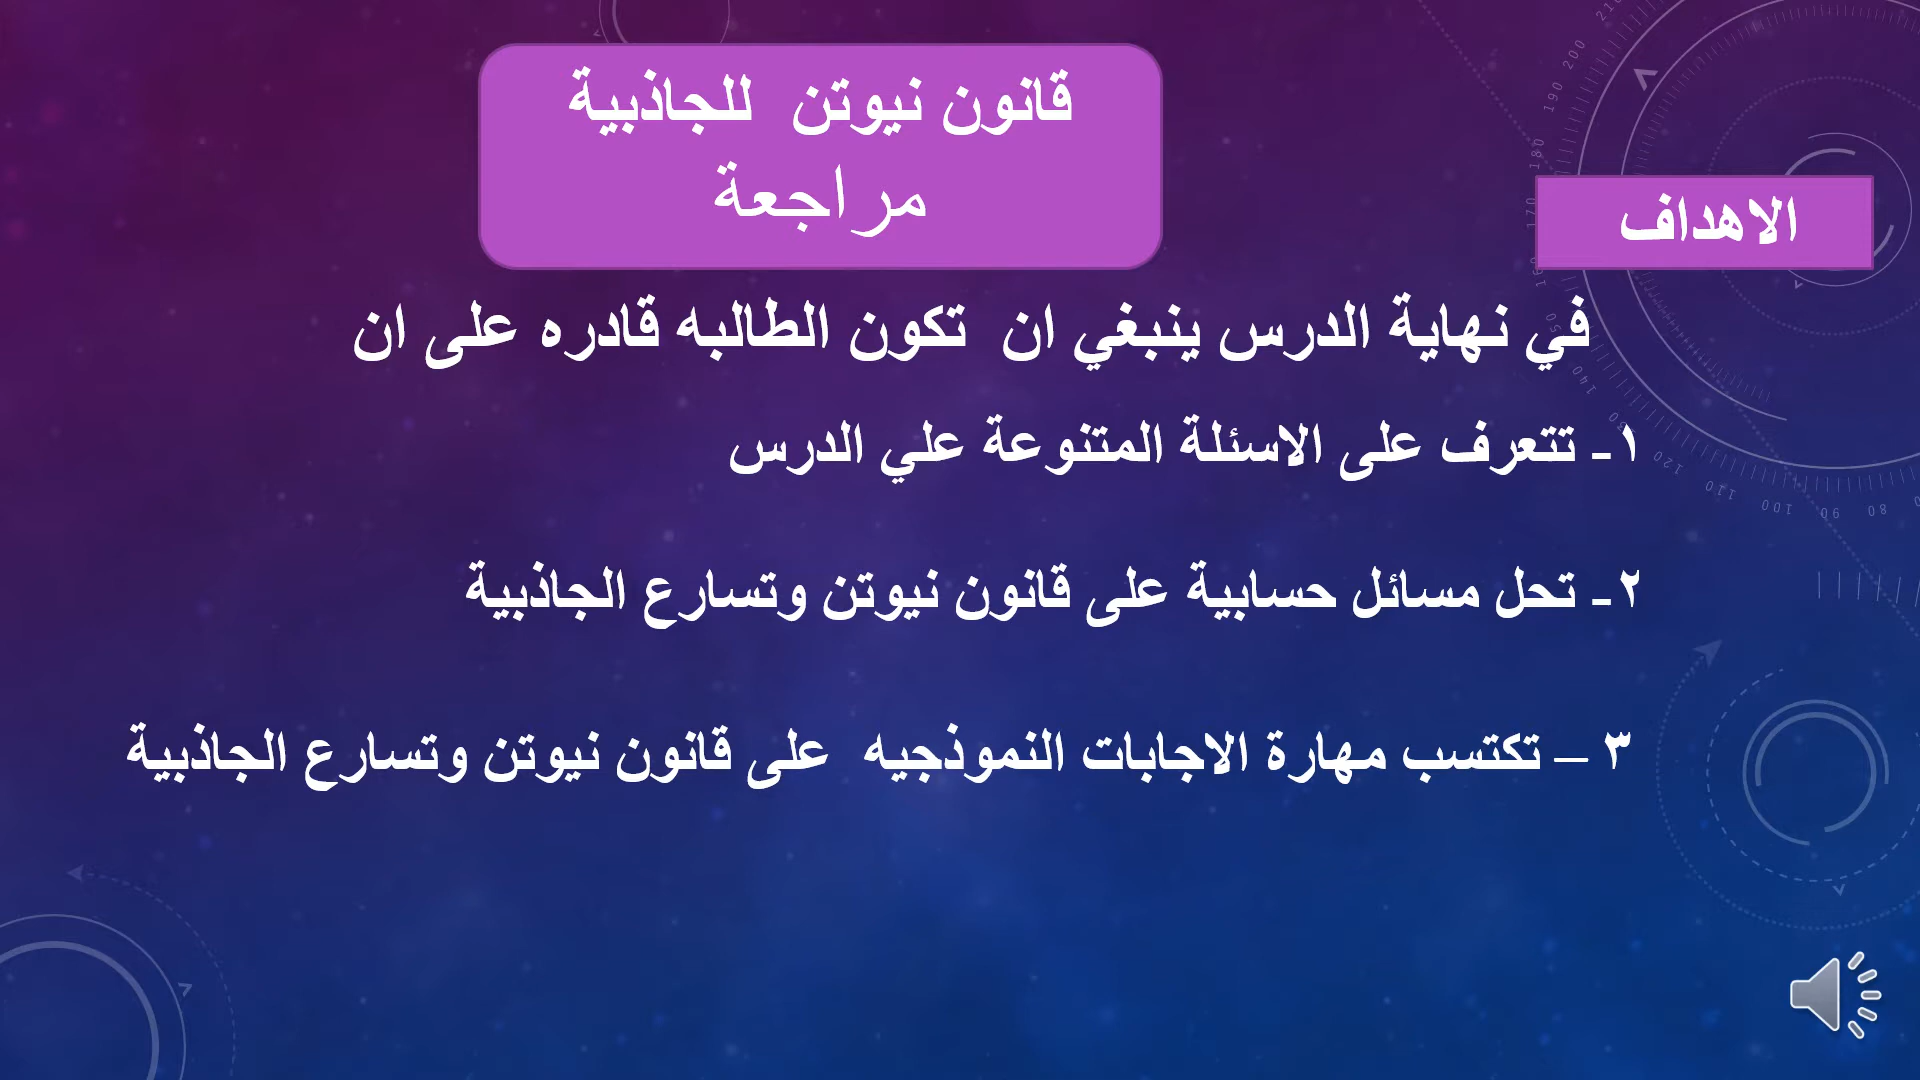 قانون نيوتن للجاذبية
مراجعة
الاهداف
في نهاية الدرس ينبغي ان تكون الطالبه قادره على ان
١- تتعرف على الاسئلة المتنوعة علي الدرس
٢- تحل مسائل حسابية على قانون نيوتن وتسارع الجاذبية
٣ – تكتسب مهارة الاجابات النموذجيه على قانون نيوتن وتسارع الجاذبية